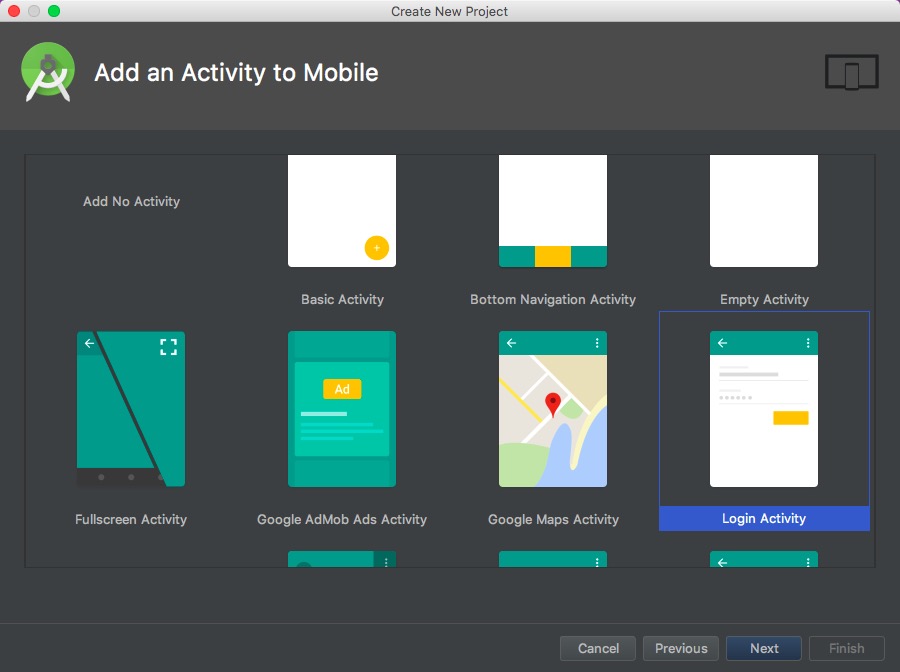 Create New Project
Add an Activity to Mobile
Add No Activity
Basic Activity
Bottom Navigation Activity
Empty Activity
Ad
Fullscreen Activity
Google AdMob Ads Activity
Google Maps Activity
Login Activity
Cancel
Previous
Next
Finish